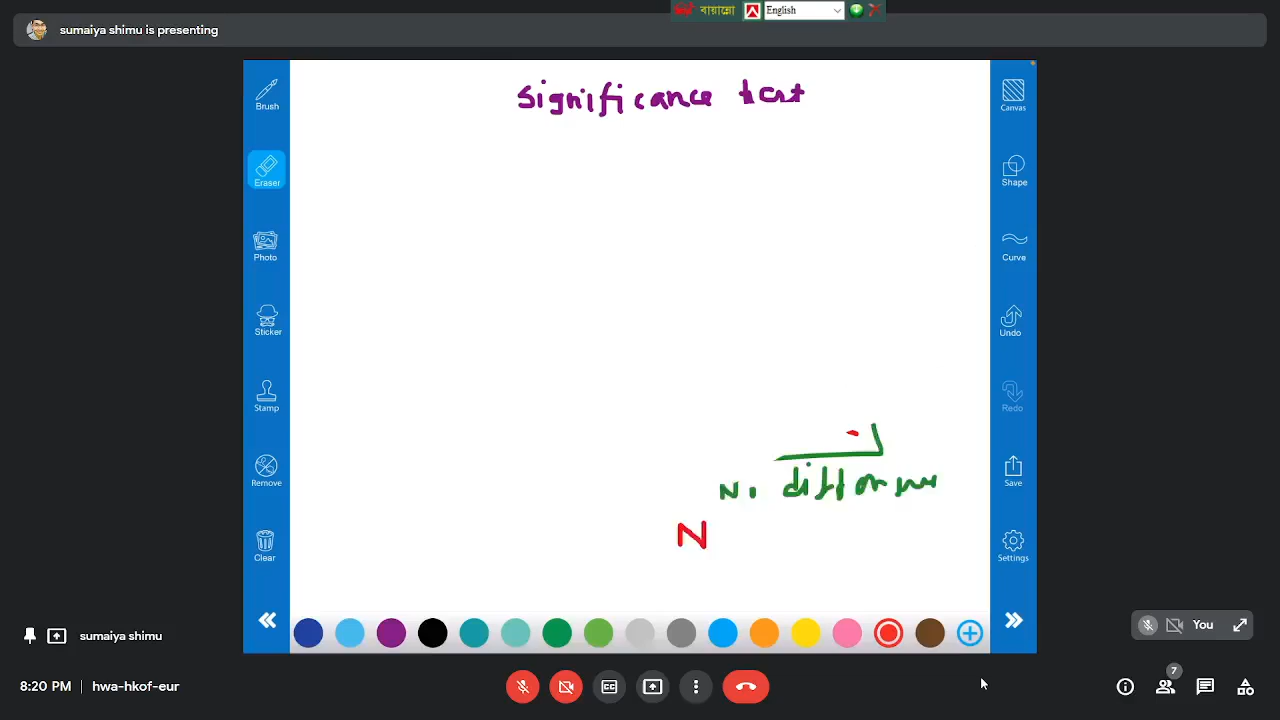 বায়ান্নো English
sumaiya shimu is presenting
Significance test
Brush
Eraser
Photo
Sticker
Stamp
Remove
Clear
Canvas
Shape
Curve
Undo
Redo
Save
Settings
No difference
N
sumaiya shimu
You
8:20 PM | hwa-hkof-eur
7